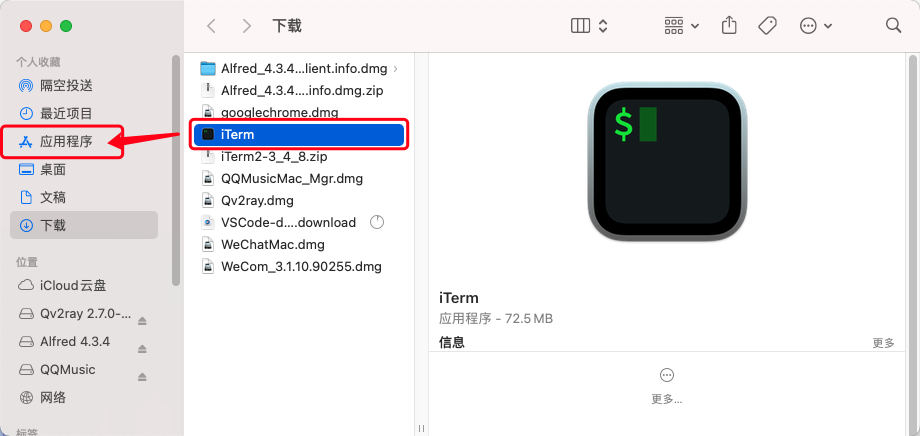 下载
个人收藏
隔空投送
最近项目
应用程序
桌面
文稿
下载
位置
iCloud云盘
Qv2ray 2.7.0-...
Alfred 4.3.4
QQMusic
网络
标签
Alfred_4.3.4...lient.info.dmg
Alfred_4.3.4....info.dmg.zip
googlechrome.dmg
iTerm
iTerm2-3_4_8.zip
QQMusicMac_Mgr.dmg
Qv2ray.dmg
VSCode-d....download
WeChatMac.dmg
WeCom_3.1.10.90255.dmg
$
iTerm
应用程序 - 72.5 MB
信息 更多
更多...